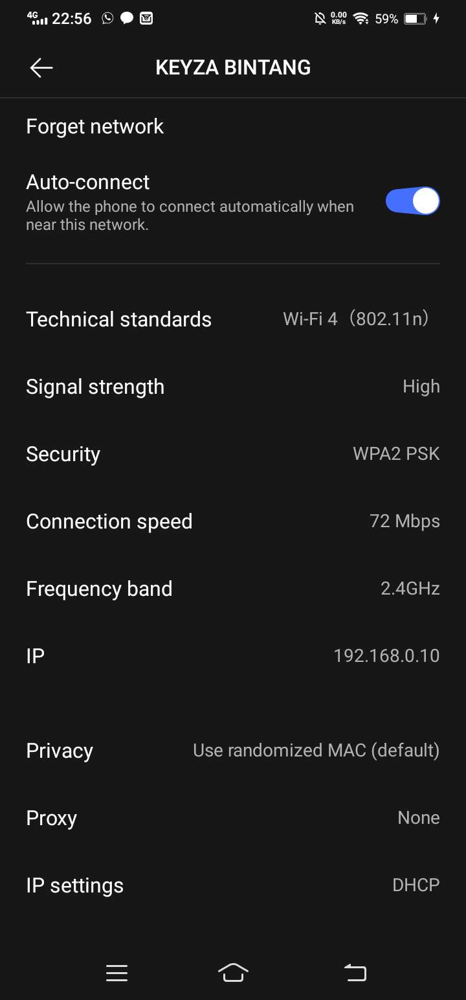 4G 22:56 0.00 KB/s 59%
KEYZA BINTANG
Forget network
Auto-connect
Allow the phone to connect automatically when
near this network.
Technical standards Wi-Fi 4（802.11n）
Signal strength High
Security WPA2 PSK
Connection speed 72 Mbps
Frequency band 2.4GHz
IP 192.168.0.10
Privacy Use randomized MAC (default)
Proxy None
IP settings DHCP